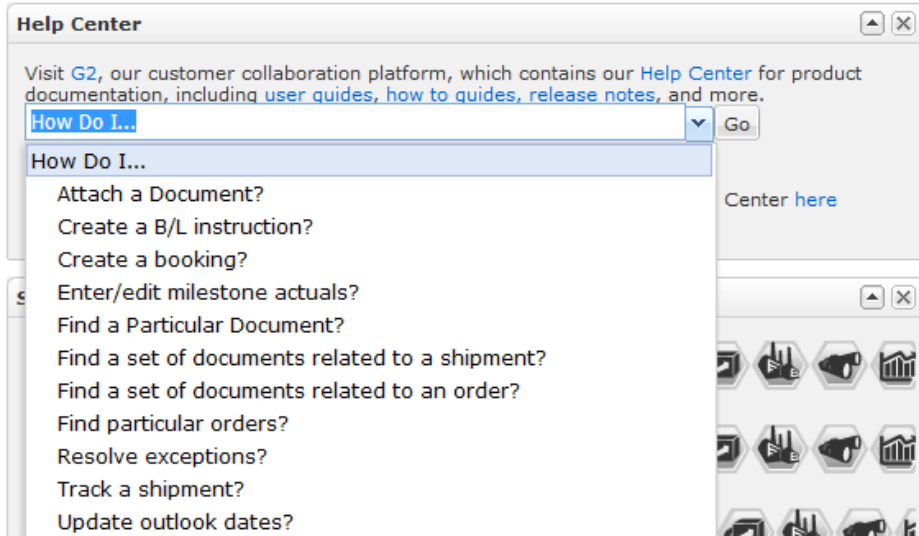 Help Center
Visit G2, our customer collaboration platform, which contains our Help Center for product
documentation, including user guides, how to guides, release notes, and more.
How Do I...
Go
How Do I...
Attach a Document?
Center here
Create a B/L instruction?
Create a booking?
Enter/edit milestone actuals?
Find a Particular Document?
Find a set of documents related to a shipment?
Find a set of documents related to an order?
Find particular orders?
Resolve exceptions?
Track a shipment?
Update outlook dates?